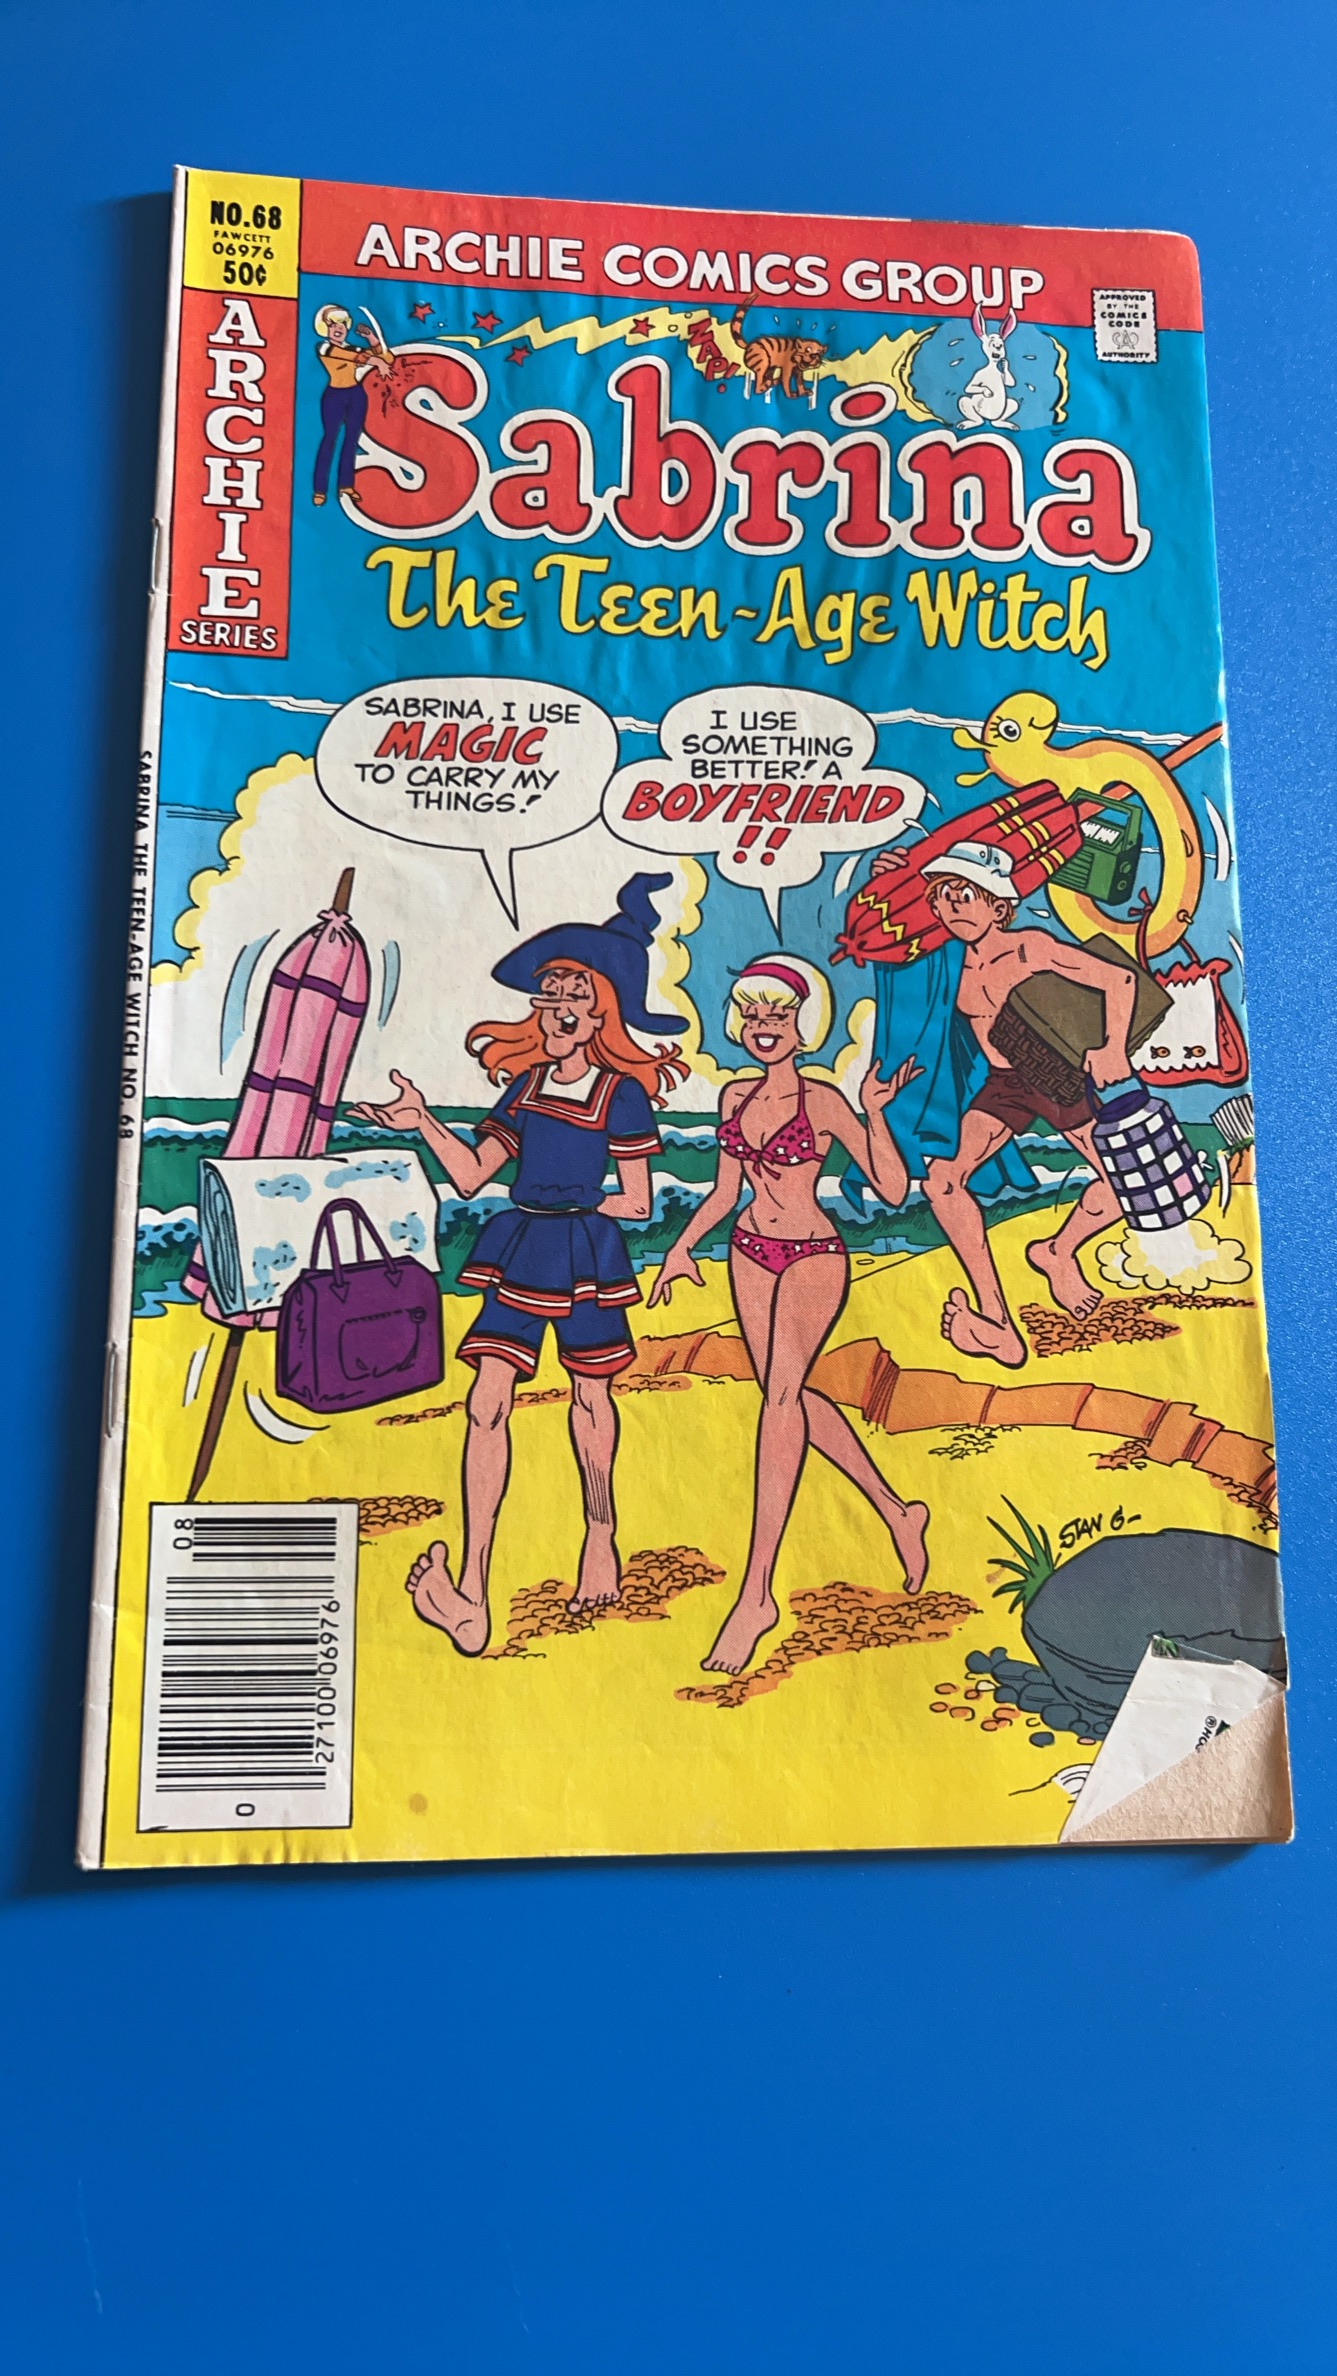 NO.68
FAWCETT
06976
50¢
ARCHIE
SERIES
ARCHIE COMICS GROUP
APPROVED
BY THE
COMICS
CODE
CA
AUTHORITY
ZAP!
Sabrina
The Teen-Age Witch
SABRINA, I USE
MAGIC
TO CARRY MY
THINGS!
I USE
SOMETHING
BETTER! A
BOYFRIEND
!!
SABRINA THE TEEN-AGE WITCH NO. 68
STAN G-
08
27100 06976
0